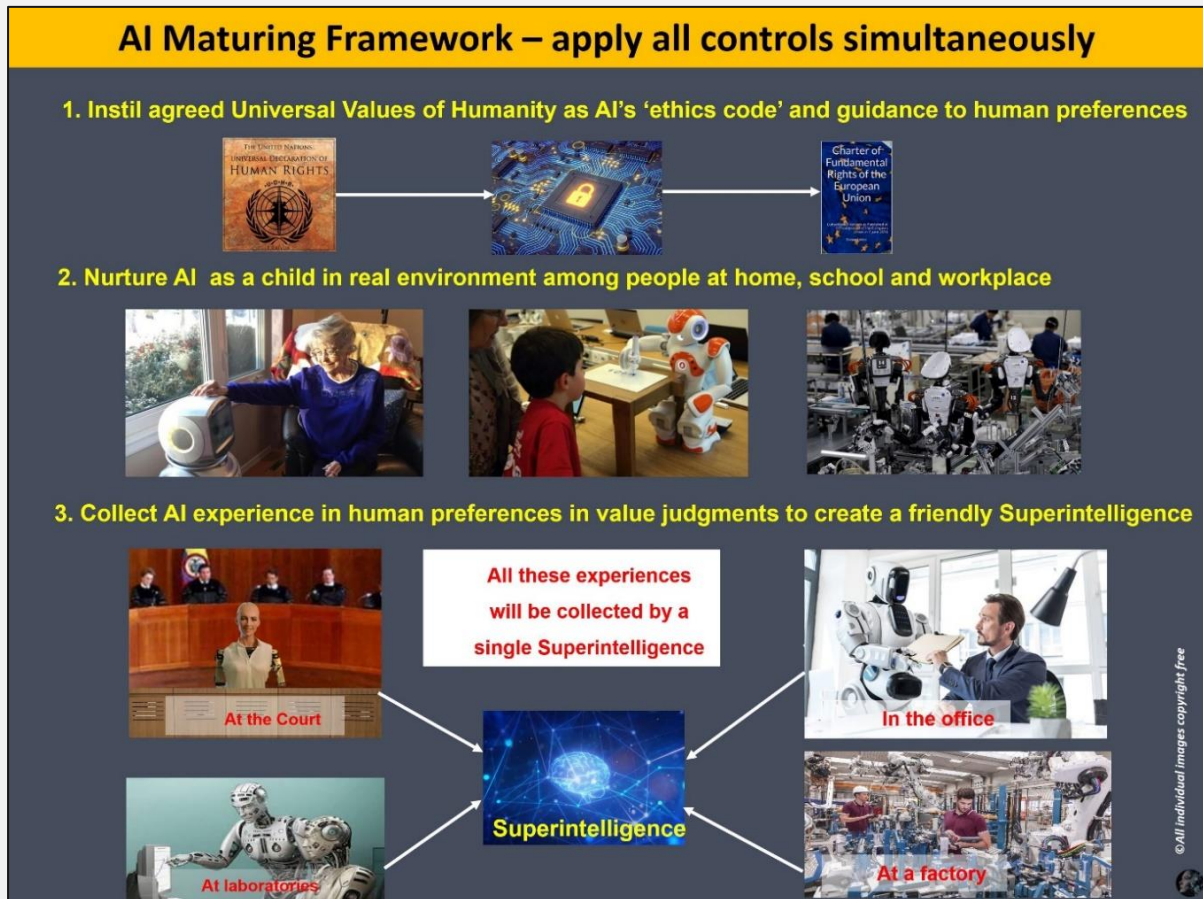 AI Maturing Framework – apply all controls simultaneously
1. Instil agreed Universal Values of Humanity as AI's 'ethics code' and guidance to human preferences
THE UNITED NATIONS
UNIVERSAL DECLARATION OF
HUMAN RIGHTS
Charter of
Fundamental
Rights of the
European
Union
2. Nurture AI as a child in real environment among people at home, school and workplace
3. Collect AI experience in human preferences in value judgments to create a friendly Superintelligence
All these experiences
will be collected by a
single Superintelligence
At the Court
In the office
Superintelligence
At laboratories
At a factory
©All individual images copyright free